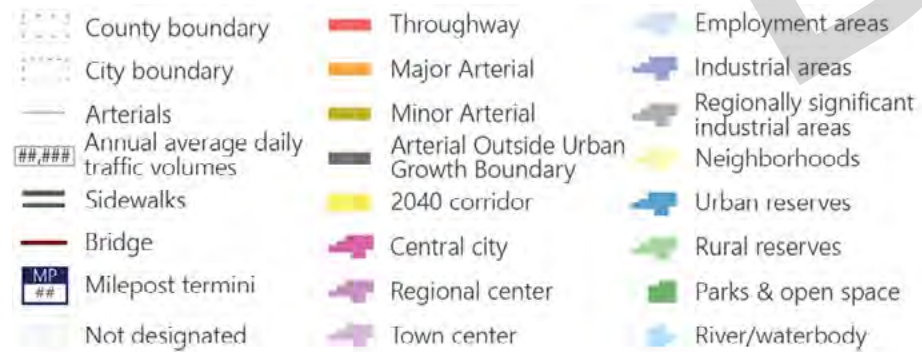 County boundary
City boundary
Arterials
##,### Annual average daily
traffic volumes
Sidewalks
Bridge
MP
## Milepost termini
Not designated
Throughway
Major Arterial
Minor Arterial
Arterial Outside Urban
Growth Boundary
2040 corridor
Central city
Regional center
Town center
Employment areas
Industrial areas
Regionally significant
industrial areas
Neighborhoods
Urban reserves
Rural reserves
Parks & open space
River/waterbody